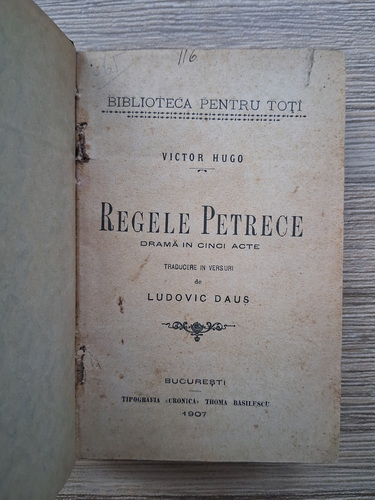 116
BIBLIOTECA PENTRU TOȚI
VICTOR HUGO
REGELE PETRECE
DRAMĂ IN CINCI ACTE
TRADUCERE IN VERSURI
de
LUDOVIC DAUȘ
BUCUREȘTI
TIPOGRAFIA «CRONICA» THOMA BASILESCU
1907